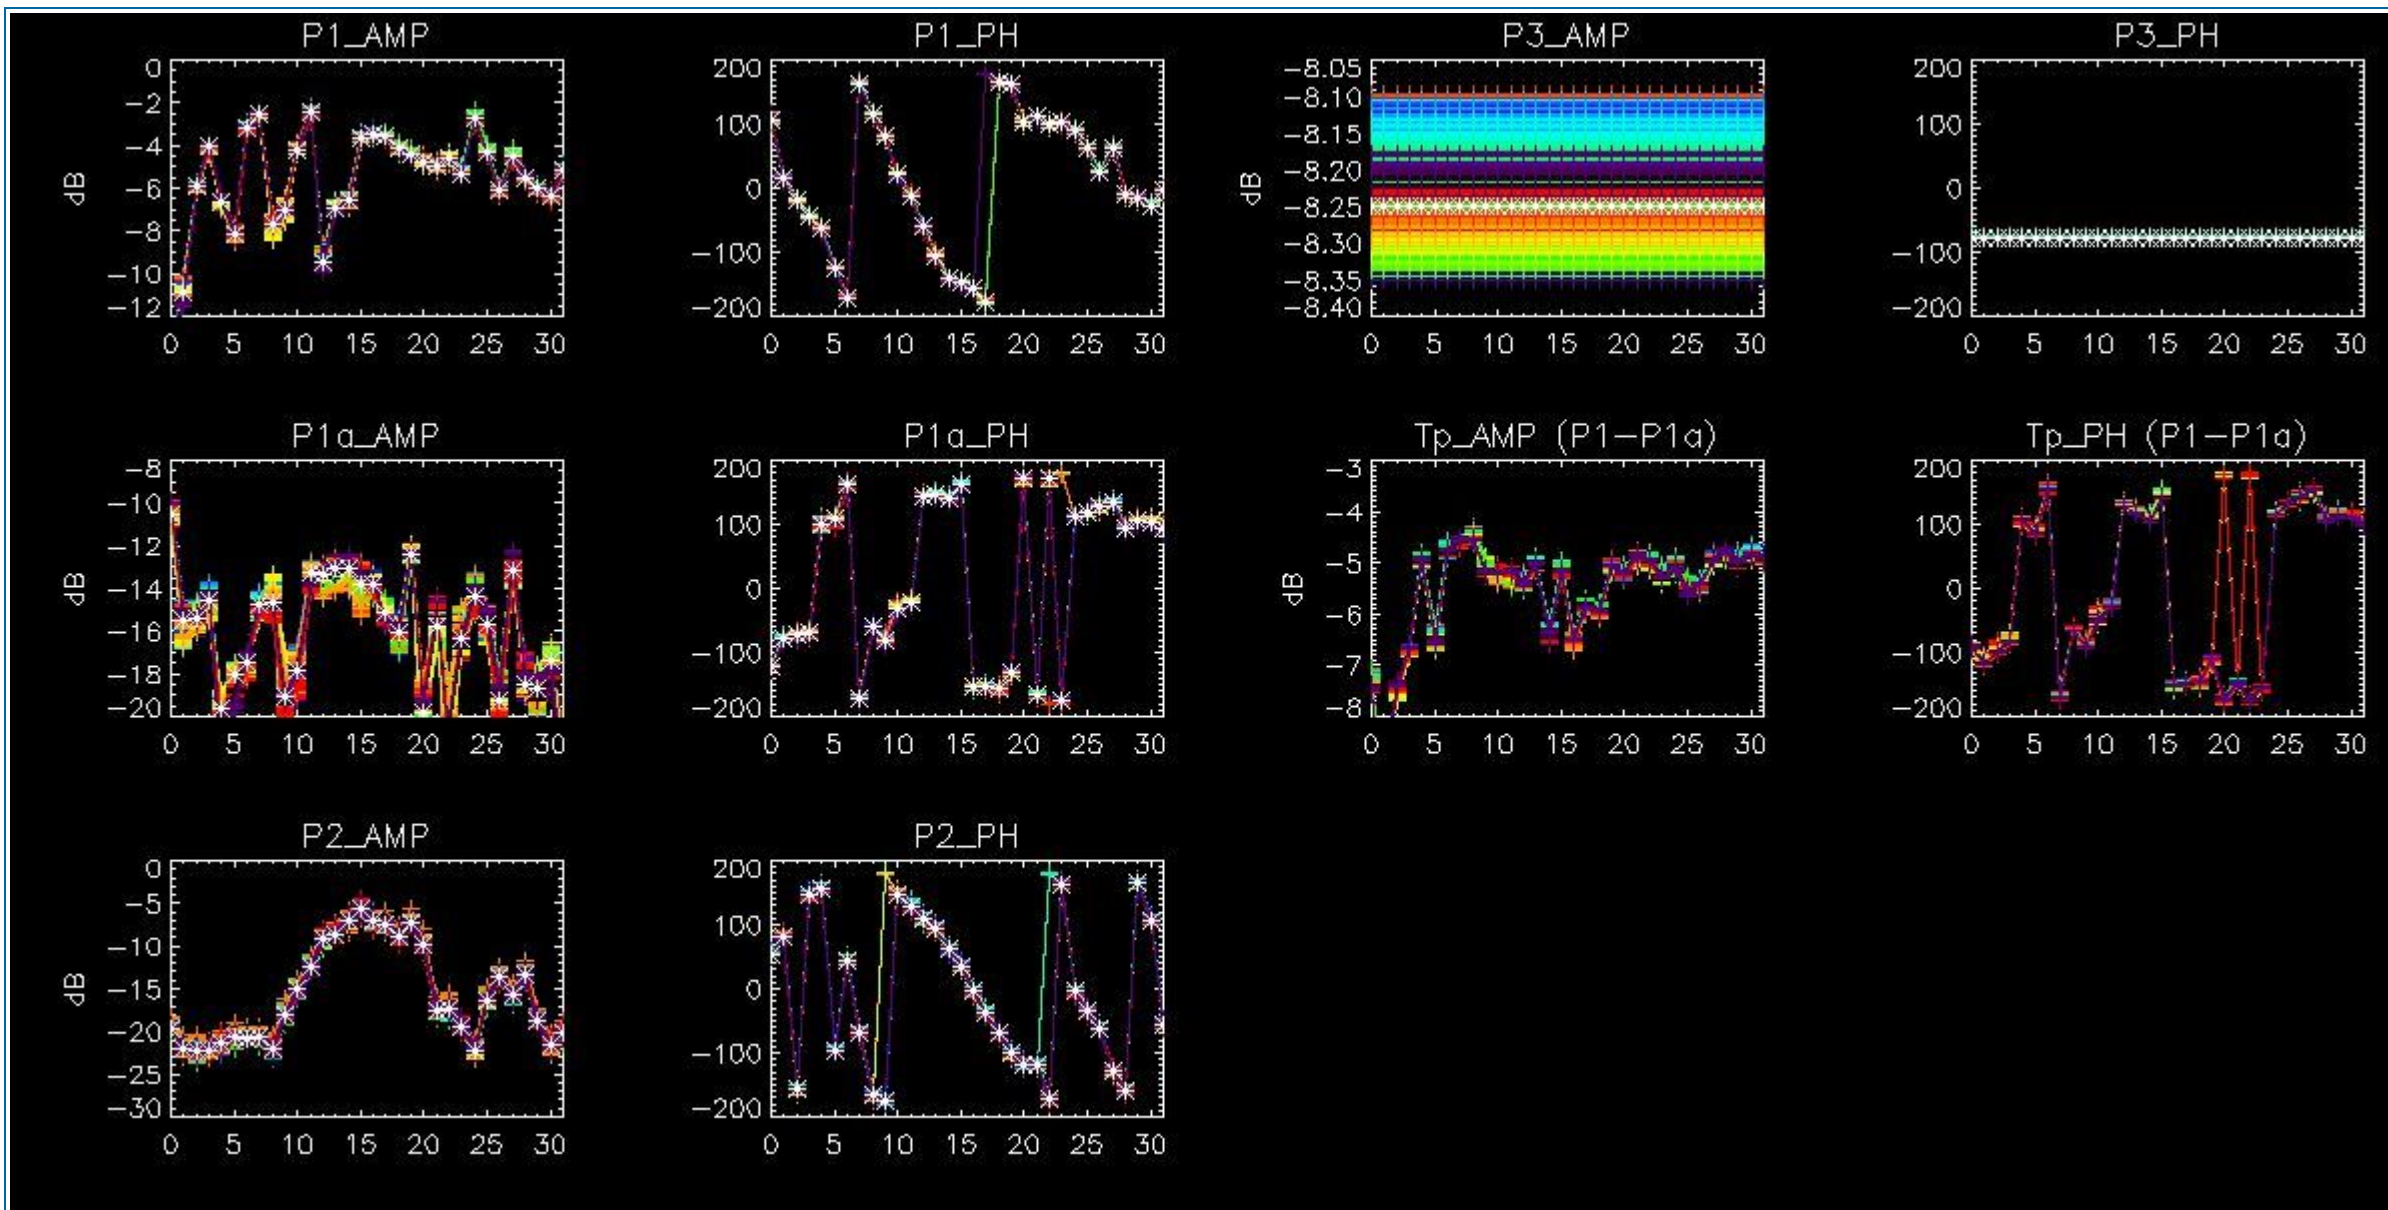 P1_AMP P1_PH P3_AMP P3_PH
0 200 −8.05 200
−2 100 −8.10 100
−4 0 −8.15 0
−6 −100 −8.20 −100
−8 −200 −8.25 −200
−10 −8.30
−12 −8.35
−8.40
dB dB
0 5 10 15 20 25 30 0 5 10 15 20 25 30 0 5 10 15 20 25 30 0 5 10 15 20 25 30
P1a_AMP P1a_PH Tp_AMP (P1−P1a) Tp_PH (P1−P1a)
−8 200 −3 200
−10 100 −4 100
−12 0 −5 0
−14 −100 −6 −100
−16 −200 −7 −200
−18 −8
−20
dB dB
0 5 10 15 20 25 30 0 5 10 15 20 25 30 0 5 10 15 20 25 30 0 5 10 15 20 25 30
P2_AMP P2_PH
0 200
−5 100
−10 0
−15 −100
−20 −200
−25
−30
dB
0 5 10 15 20 25 30 0 5 10 15 20 25 30